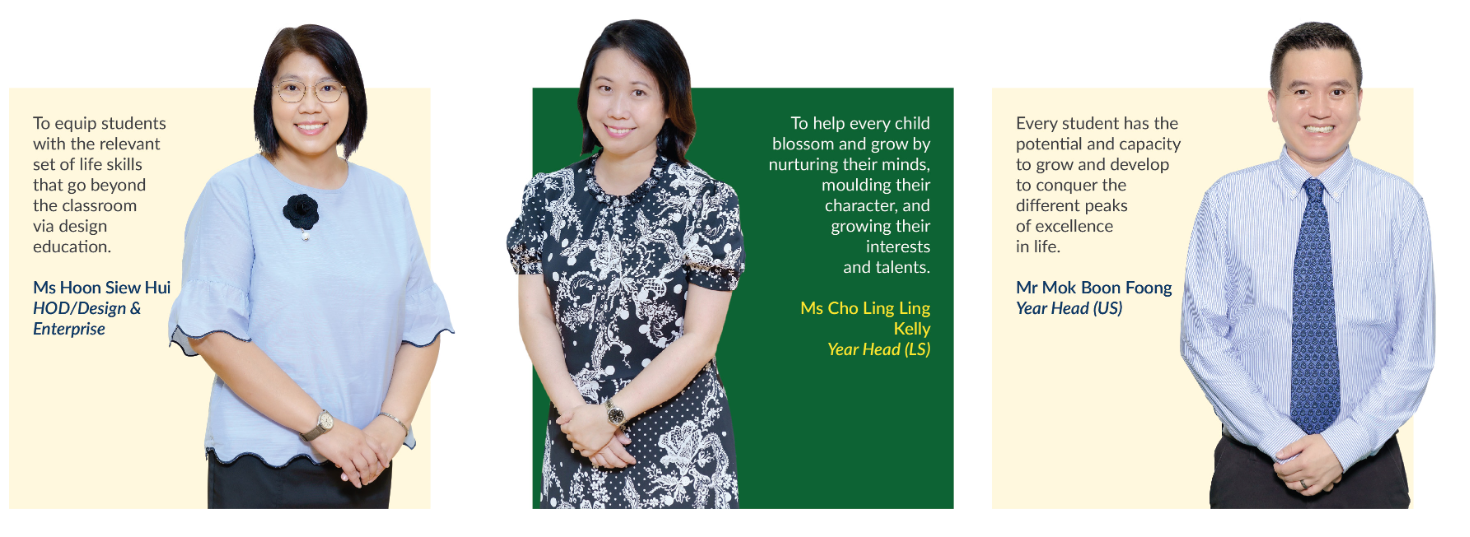 To equip students
with the relevant
set of life skills
that go beyond
the classroom
via design
education.
Ms Hoon Siew Hui
HOD/Design &
Enterprise
To help every child
blossom and grow by
nurturing their minds,
moulding their
character, and
growing their
interests
and talents.
Ms Cho Ling Ling
Kelly
Year Head (LS)
Every student has the
potential and capacity
to grow and develop
to conquer the
different peaks
of excellence
in life.
Mr Mok Boon Foong
Year Head (US)